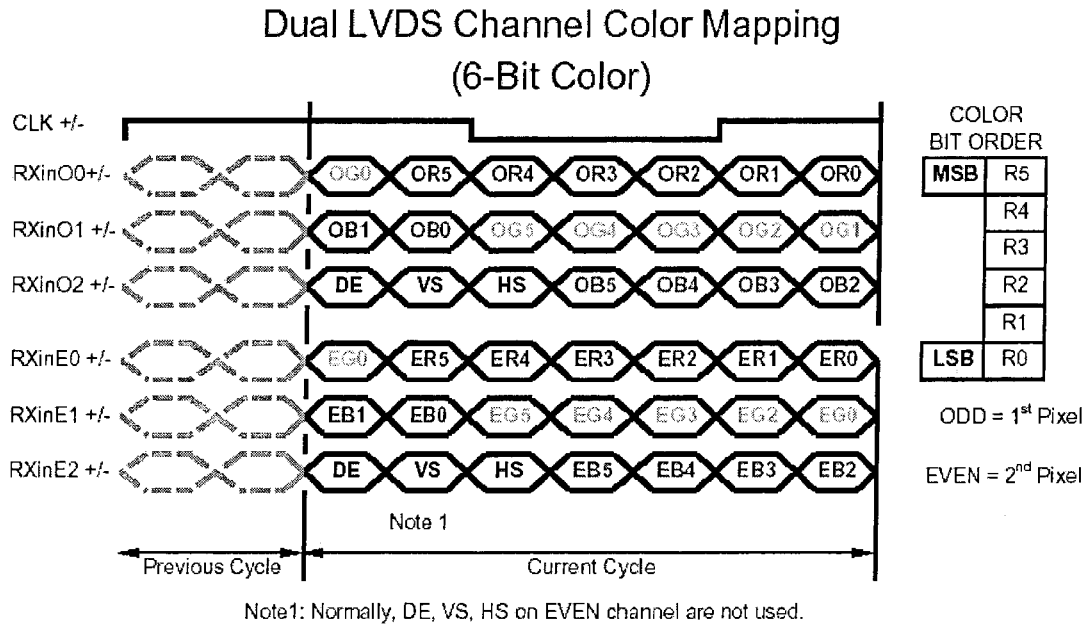 Dual LVDS Channel Color Mapping
(6-Bit Color)
CLK +/-
RXinO0+/- OG0 OR5 OR4 OR3 OR2 OR1 OR0
RXinO1 +/- OB1 OB0 OG5 OG4 OG3 OG2 OG1
RXinO2 +/- DE VS HS OB5 OB4 OB3 OB2
RXinE0 +/- EG0 ER5 ER4 ER3 ER2 ER1 ER0
RXinE1 +/- EB1 EB0 EG5 EG4 EG3 EG2 EG0
RXinE2 +/- DE VS HS EB5 EB4 EB3 EB2
COLOR
BIT ORDER
MSB R5
R4
R3
R2
R1
LSB R0
ODD = 1st Pixel
EVEN = 2nd Pixel
Note 1
Previous Cycle Current Cycle
Note1: Normally, DE, VS, HS on EVEN channel are not used.